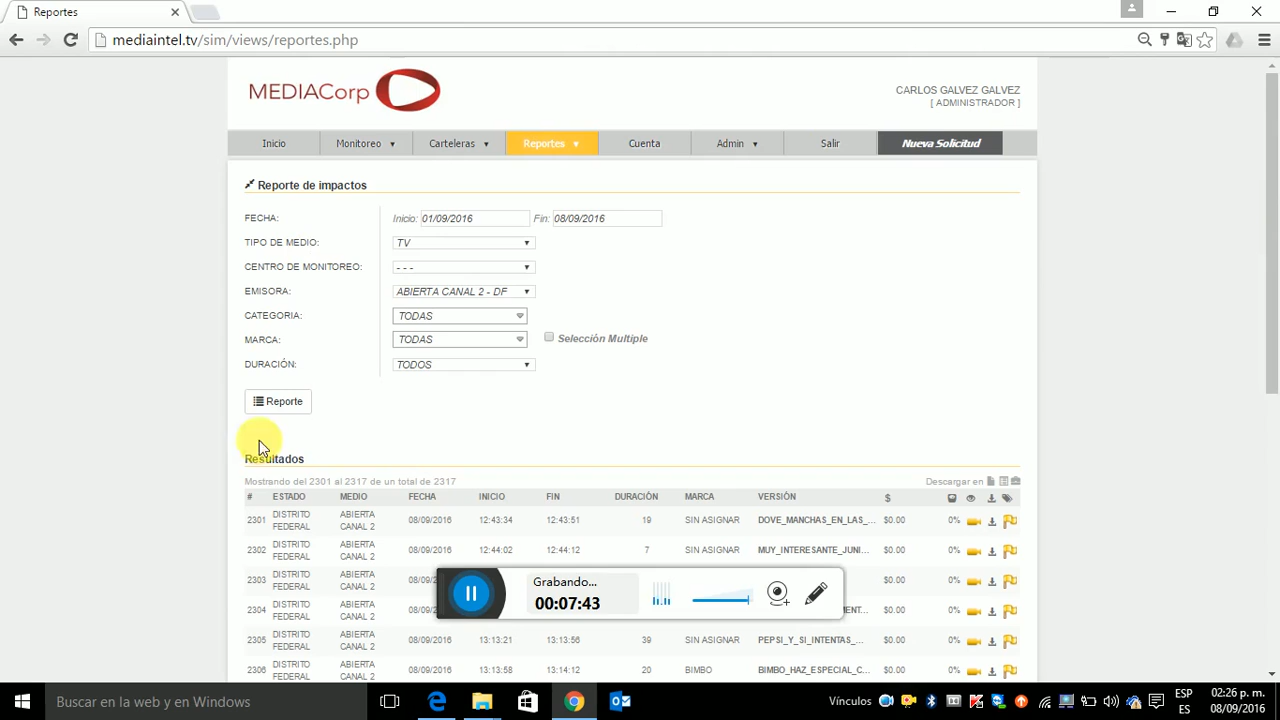 Reportes
mediaintel.tv/sim/views/reportes.php
MEDIACorp
CARLOS GALVEZ GALVEZ
[ ADMINISTRADOR ]
Inicio Monitoreo Carteleras Reportes Cuenta Admin Salir Nueva Solicitud
Reporte de impactos
FECHA: Inicio: 01/09/2016 Fin: 08/09/2016
TIPO DE MEDIO: TV
CENTRO DE MONITOREO: - - -
EMISORA: ABIERTA CANAL 2 - DF
CATEGORIA: TODAS
MARCA: TODAS Selección Multiple
DURACIÓN: TODOS
Reporte
Resultados
Mostrando del 2301 al 2317 de un total de 2317 Descargar en
# ESTADO MEDIO FECHA INICIO FIN DURACIÓN MARCA VERSIÓN $
2301 DISTRITO FEDERAL ABIERTA CANAL 2 08/09/2016 12:43:34 12:43:51 19 SIN ASIGNAR DOVE_MANCHAS_EN_LAS_... $0.00 0%
2302 DISTRITO FEDERAL ABIERTA CANAL 2 08/09/2016 12:44:02 12:44:12 7 SIN ASIGNAR MUY_INTERESANTE_JUNI... $0.00 0%
2303 DISTRITO FEDERAL ABIERTA CANAL 2 $0.00 0%
2304 DISTRITO FEDERAL ABIERTA CANAL 2 $0.00 0%
2305 DISTRITO FEDERAL ABIERTA CANAL 2 08/09/2016 13:13:21 13:13:56 39 SIN ASIGNAR PEPSI_Y_SI_INTENTAS_... $0.00 0%
2306 DISTRITO FEDERAL ABIERTA CANAL 2 08/09/2016 13:13:58 13:14:12 20 BIMBO BIMBO_HAZ_ESPECIAL_C... $0.00 0%
Grabando...
00:07:43
Buscar en la web y en Windows
Vínculos
ESP
ES
02:26 p. m.
08/09/2016